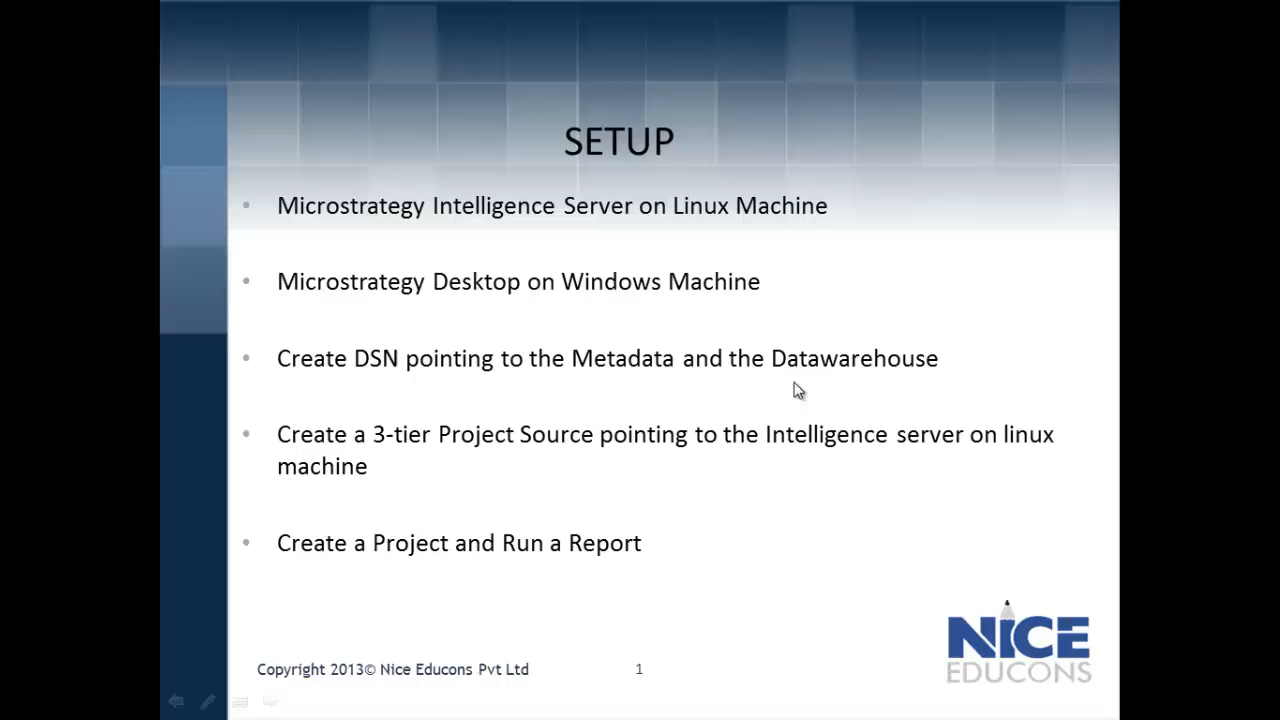 SETUP
• Microstrategy Intelligence Server on Linux Machine
• Microstrategy Desktop on Windows Machine
• Create DSN pointing to the Metadata and the Datawarehouse
• Create a 3-tier Project Source pointing to the Intelligence server on linux
machine
• Create a Project and Run a Report
NiCE
EDUCONS
Copyright 2013© Nice Educons Pvt Ltd
1